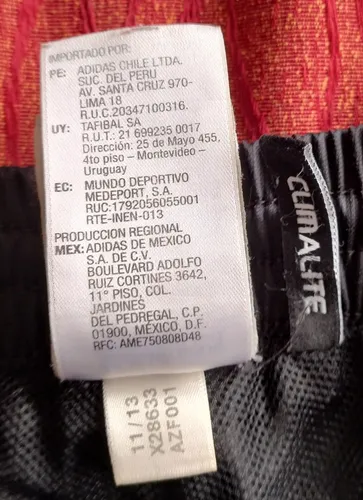 IMPORTADO POR:
PE: ADIDAS CHILE LTDA.
SUC. DEL PERU
AV. SANTA CRUZ 970-
LIMA 18
R.U.C.20347100316.
UY: TAFIBAL SA
R.U.T.: 21 699235 0017
Dirección: 25 de Mayo 455,
4to piso – Montevideo –
Uruguay
EC: MUNDO DEPORTIVO
MEDEPORT, S.A.
RUC:1792056055001
RTE-INEN-013
PRODUCCION REGIONAL
MEX: ADIDAS DE MEXICO
S.A. DE C.V.
BOULEVARD ADOLFO
RUIZ CORTINES 3642,
11° PISO, COL.
JARDINES
DEL PEDREGAL, C.P.
01900, MÉXICO, D.F.
RFC: AME750808D48
CLIMALITE
11/13
X28633
AZF001